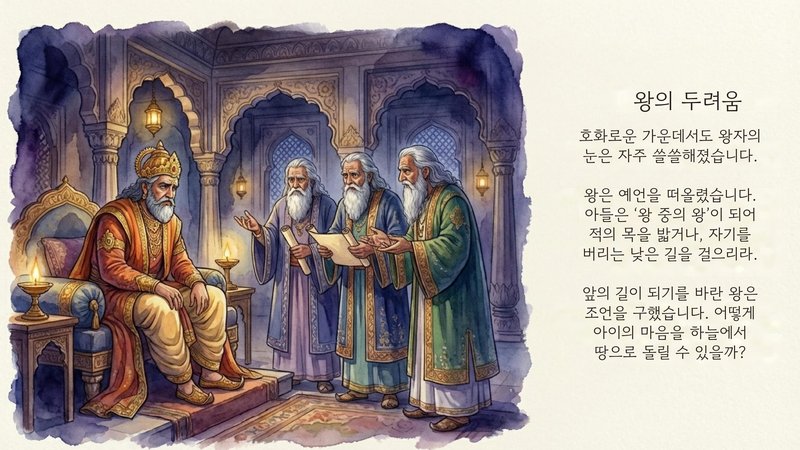 왕의 두려움
호화로운 가운데서도 왕자의
눈은 자주 쓸쓸해졌습니다.
왕은 예언을 떠올렸습니다.
아들은 ‘왕 중의 왕’이 되어
적의 목을 밟거나, 자기를
버리는 낮은 길을 걸으리라.
앞의 길이 되기를 바란 왕은
조언을 구했습니다. 어떻게
아이의 마음을 하늘에서
땅으로 돌릴 수 있을까?